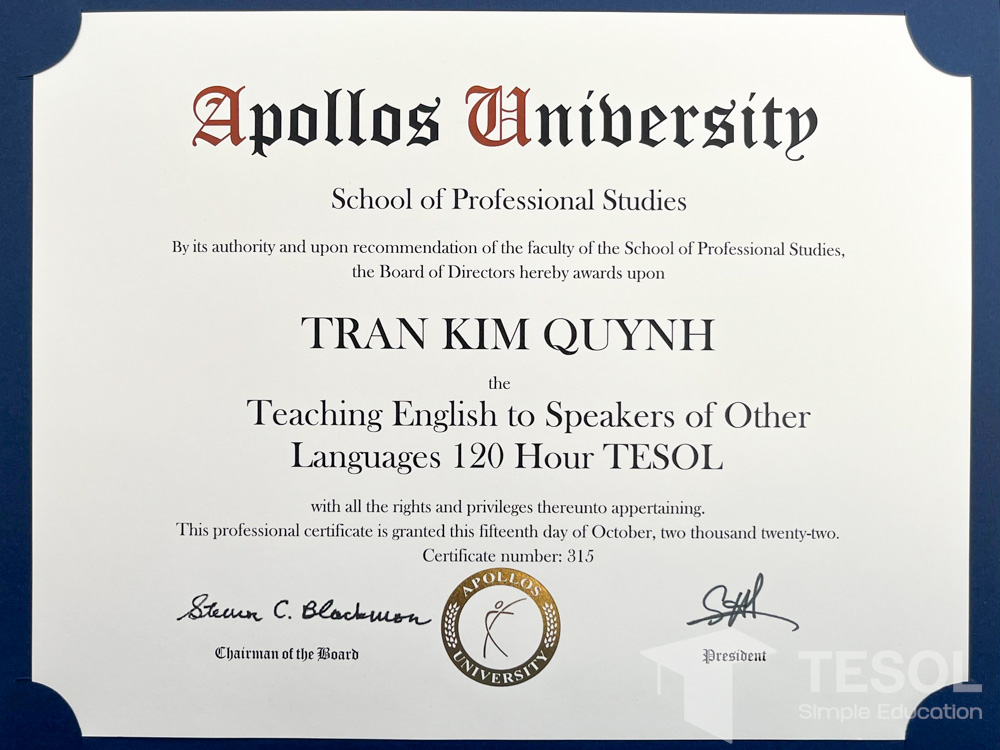 Apollos University
School of Professional Studies
By its authority and upon recommendation of the faculty of the School of Professional Studies,
the Board of Directors hereby awards upon
TRAN KIM QUYNH
the
Teaching English to Speakers of Other
Languages 120 Hour TESOL
with all the rights and privileges thereunto appertaining.
This professional certificate is granted this fifteenth day of October, two thousand twenty-two.
Certificate number: 315
APOLLOS
UNIVERSITY
C. Blackmon
Chairman of the Board
President
TESOL
Simple Education